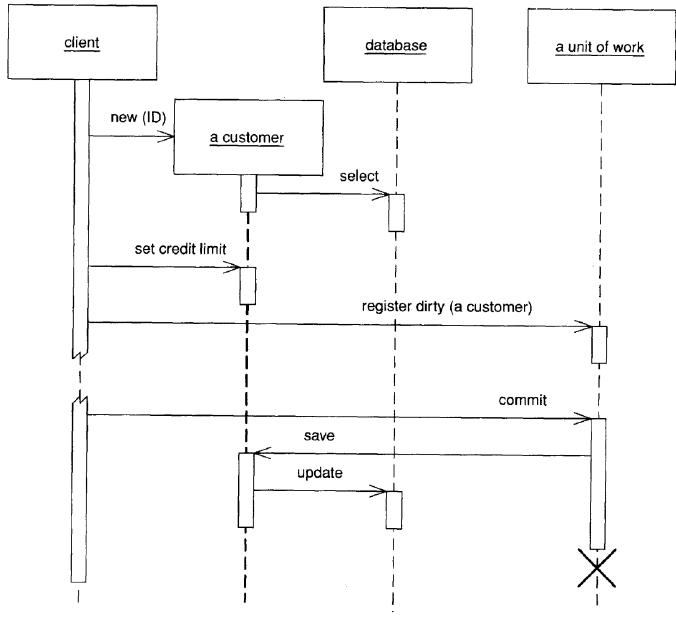 client
database
a unit of work
new (ID)
a customer
select
set credit limit
register dirty (a customer)
commit
save
update